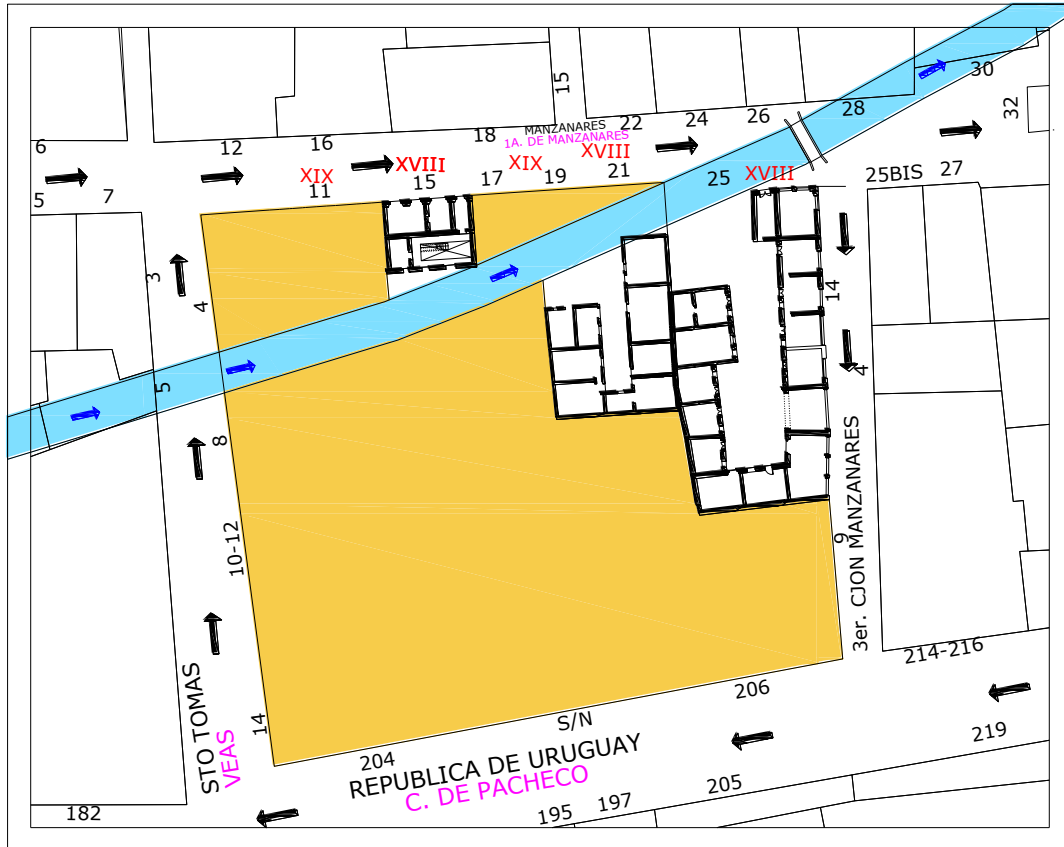 30
15
32
28
26
24
22
18
MANZANARES
1A. DE MANZANARES
16
12
6
XVIII
XIX
XVIII
XIX
XVIII
5
7
11
15
17
19
21
25
25BIS
27
3
4
5
14
4
8
10-12
14
9
3er. CJON MANZANARES
STO TOMAS
VEAS
214-216
206
S/N
204
REPUBLICA DE URUGUAY
C. DE PACHECO
219
205
197
195
182